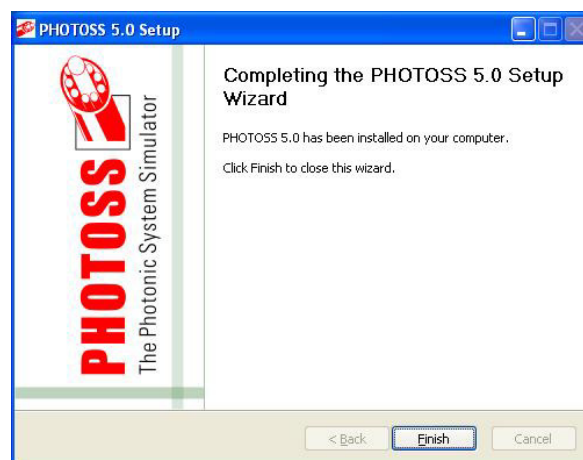 PHOTOSS 5.0 Setup
PHOTOSS
The Photonic System Simulator
Completing the PHOTOSS 5.0 Setup
Wizard
PHOTOSS 5.0 has been installed on your computer.
Click Finish to close this wizard.
< Back
Finish
Cancel